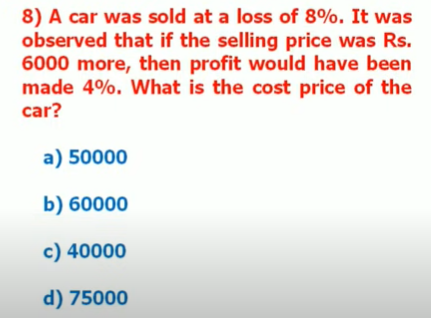 8) A car was sold at a loss of 8%. It was
observed that if the selling price was Rs.
6000 more, then profit would have been
made 4%. What is the cost price of the
car?
a) 50000
b) 60000
c) 40000
d) 75000